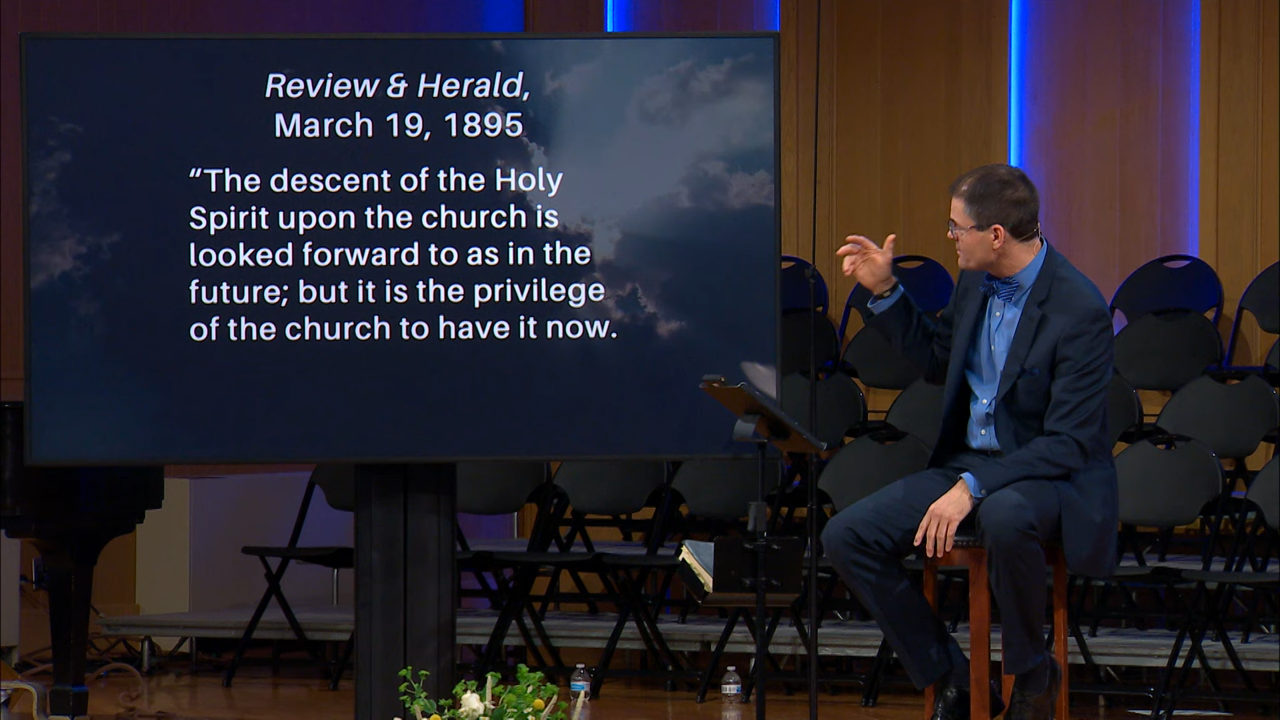 Review & Herald,
March 19, 1895
“The descent of the Holy
Spirit upon the church is
looked forward to as in the
future; but it is the privilege
of the church to have it now.